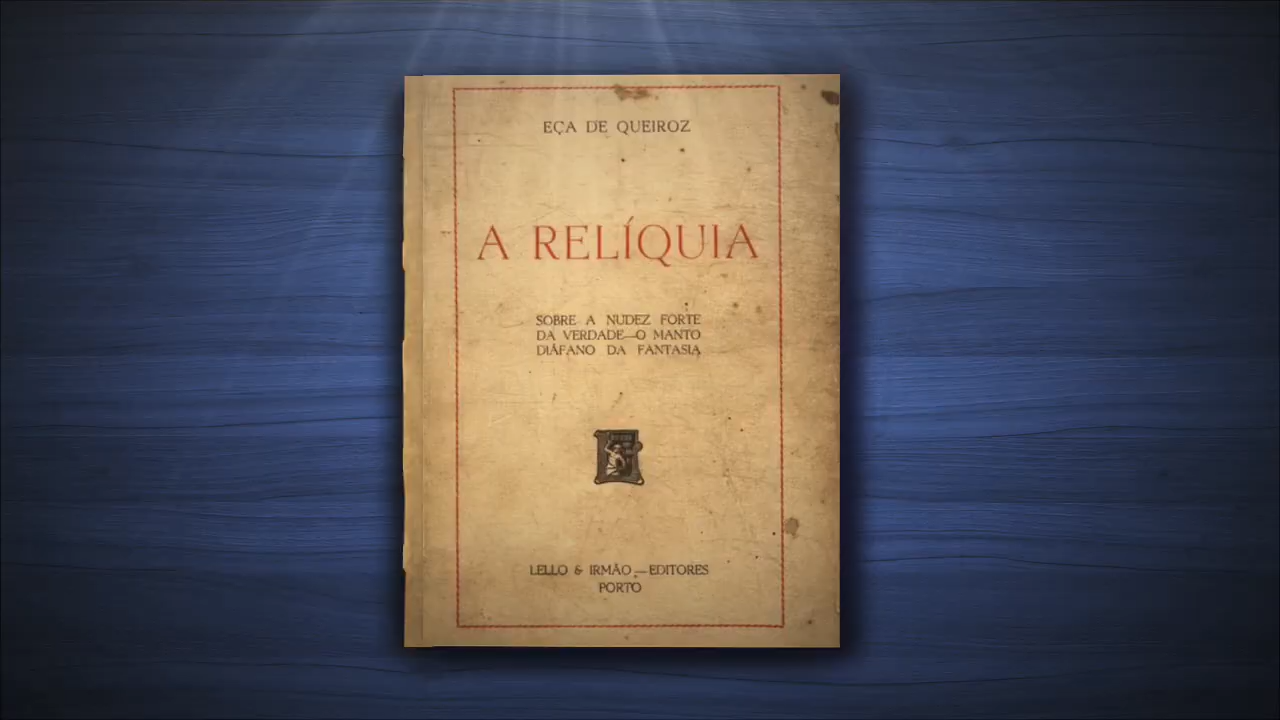 EÇA DE QUEIROZ
A RELÍQUIA
SOBRE A NUDEZ FORTE
DA VERDADE—O MANTO
DIÁFANO DA FANTASIA
LELLO & IRMÃO—EDITORES
PORTO